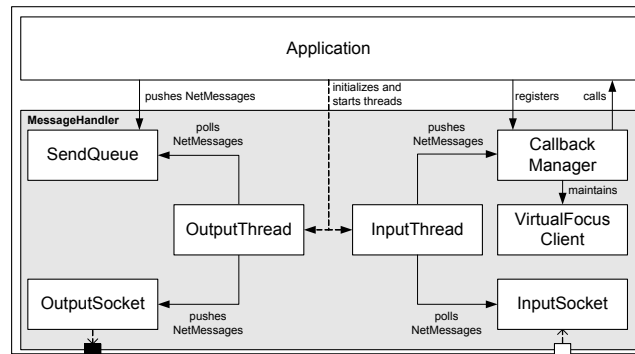 Application
pushes NetMessages
initializes and
starts threads
registers
calls
MessageHandler
polls
NetMessages
pushes
NetMessages
SendQueue
Callback
Manager
maintains
OutputThread
InputThread
VirtualFocus
Client
OutputSocket
pushes
NetMessages
polls
NetMessages
InputSocket